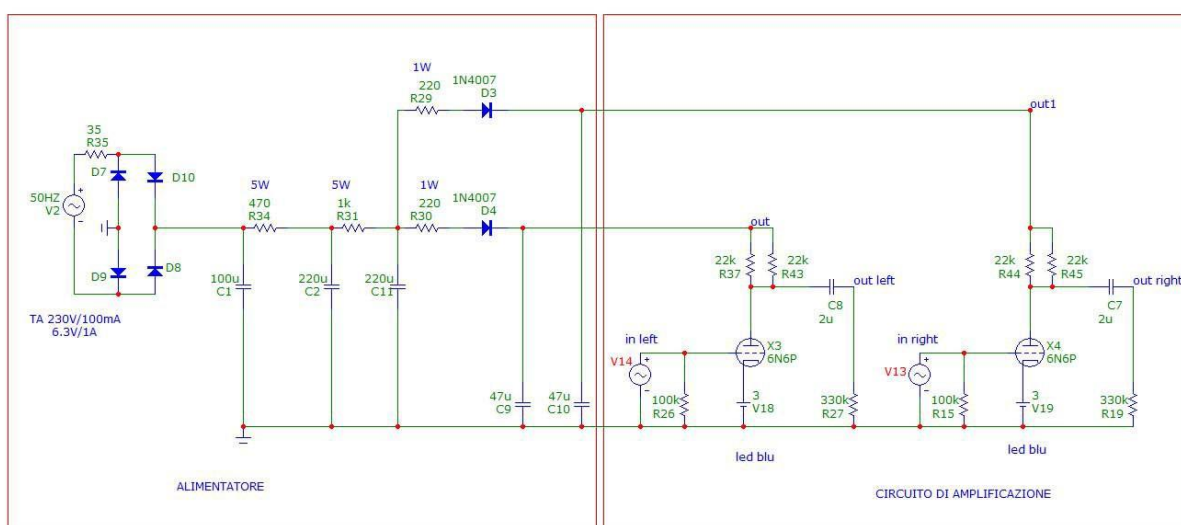 1W
220
R29
1N4007
D3
out1
35
R35
D7
D10
50HZ
V2
+
-
5W
470
R34
5W
1k
R31
1W
220
R30
1N4007
D4
out
D9
D8
100u
C1
220u
C2
220u
C11
TA 230V/100mA
6.3V/1A
47u
C9
47u
C10
22k
R37
22k
R43
out left
C8
2u
in left
V14
+
-
X3
6N6P
100k
R26
3
V18
330k
R27
led blu
22k
R44
22k
R45
out right
C7
2u
in right
V13
+
-
X4
6N6P
100k
R15
3
V19
330k
R19
led blu
ALIMENTATORE
CIRCUITO DI AMPLIFICAZIONE